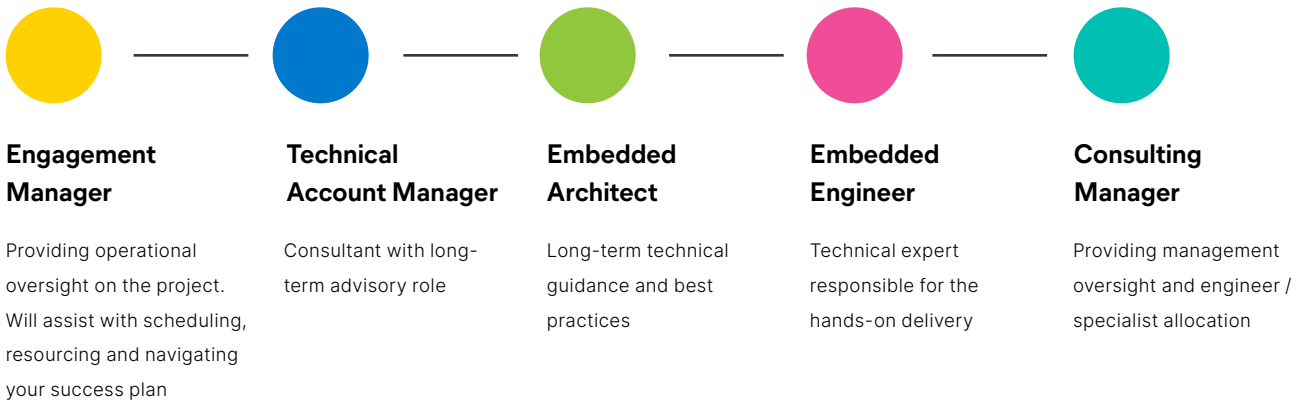 Engagement
Manager
Providing operational
oversight on the project.
Will assist with scheduling,
resourcing and navigating
your success plan
Technical
Account Manager
Consultant with long-
term advisory role
Embedded
Architect
Long-term technical
guidance and best
practices
Embedded
Engineer
Technical expert
responsible for the
hands-on delivery
Consulting
Manager
Providing management
oversight and engineer /
specialist allocation